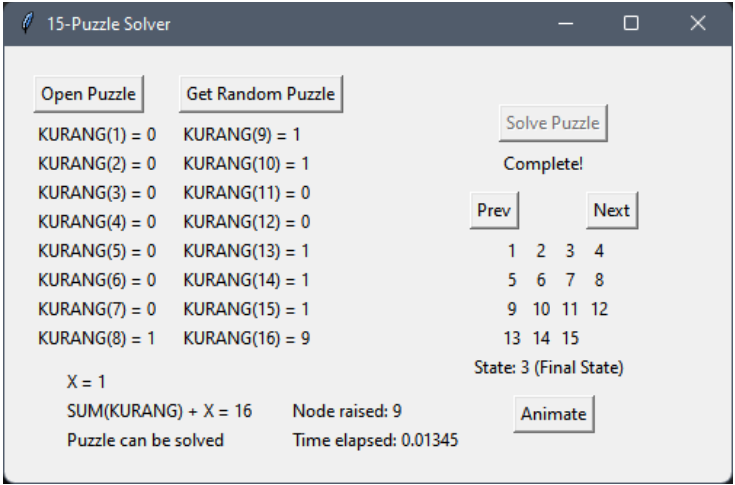 15-Puzzle Solver
Open Puzzle Get Random Puzzle
Solve Puzzle
KURANG(1) = 0 KURANG(9) = 1
KURANG(2) = 0 KURANG(10) = 1
Complete!
KURANG(3) = 0 KURANG(11) = 0
Prev Next
KURANG(4) = 0 KURANG(12) = 0
KURANG(5) = 0 KURANG(13) = 1
1 2 3 4
KURANG(6) = 0 KURANG(14) = 1
5 6 7 8
KURANG(7) = 0 KURANG(15) = 1
9 10 11 12
KURANG(8) = 1 KURANG(16) = 9
13 14 15
State: 3 (Final State)
X = 1
SUM(KURANG) + X = 16 Node raised: 9
Animate
Puzzle can be solved Time elapsed: 0.01345